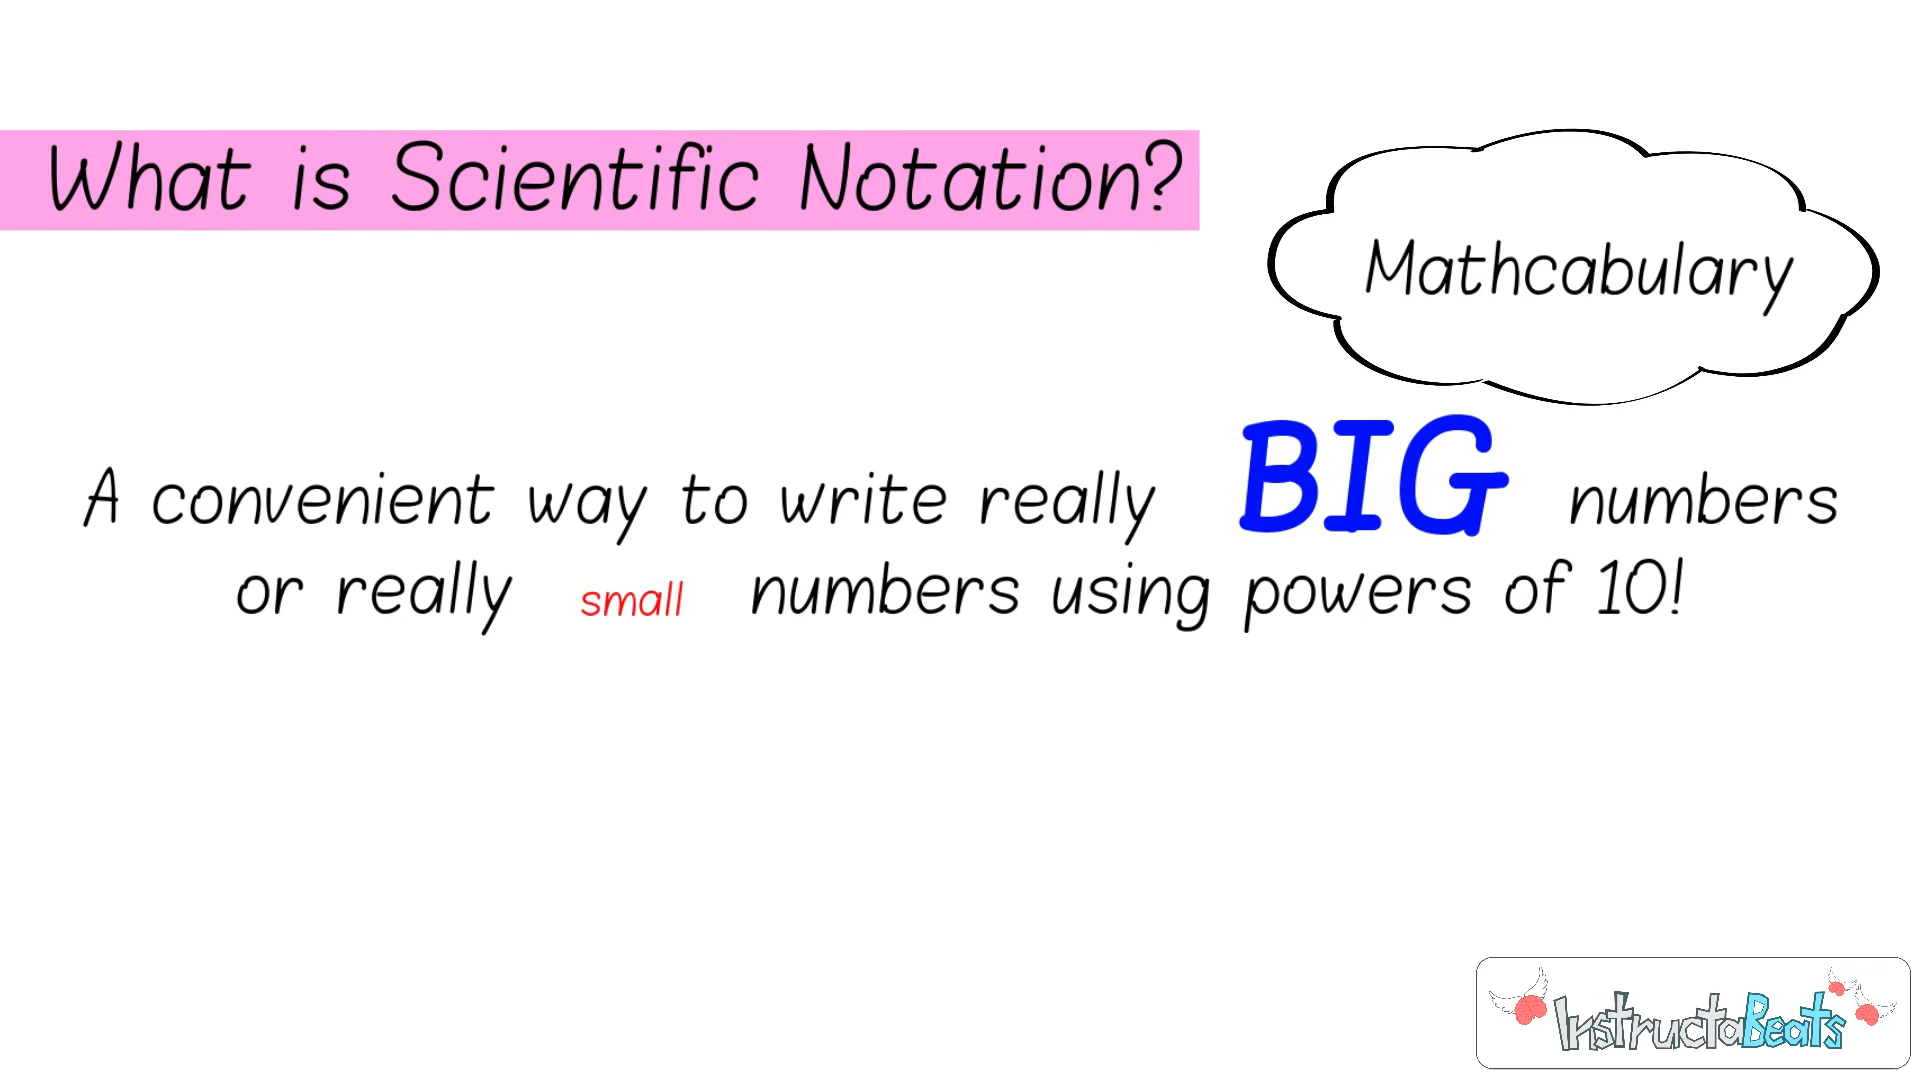 What is Scientific Notation?
Mathcabulary
A convenient way to write really BIG numbers
or really small numbers using powers of 10!
InstructaBeats